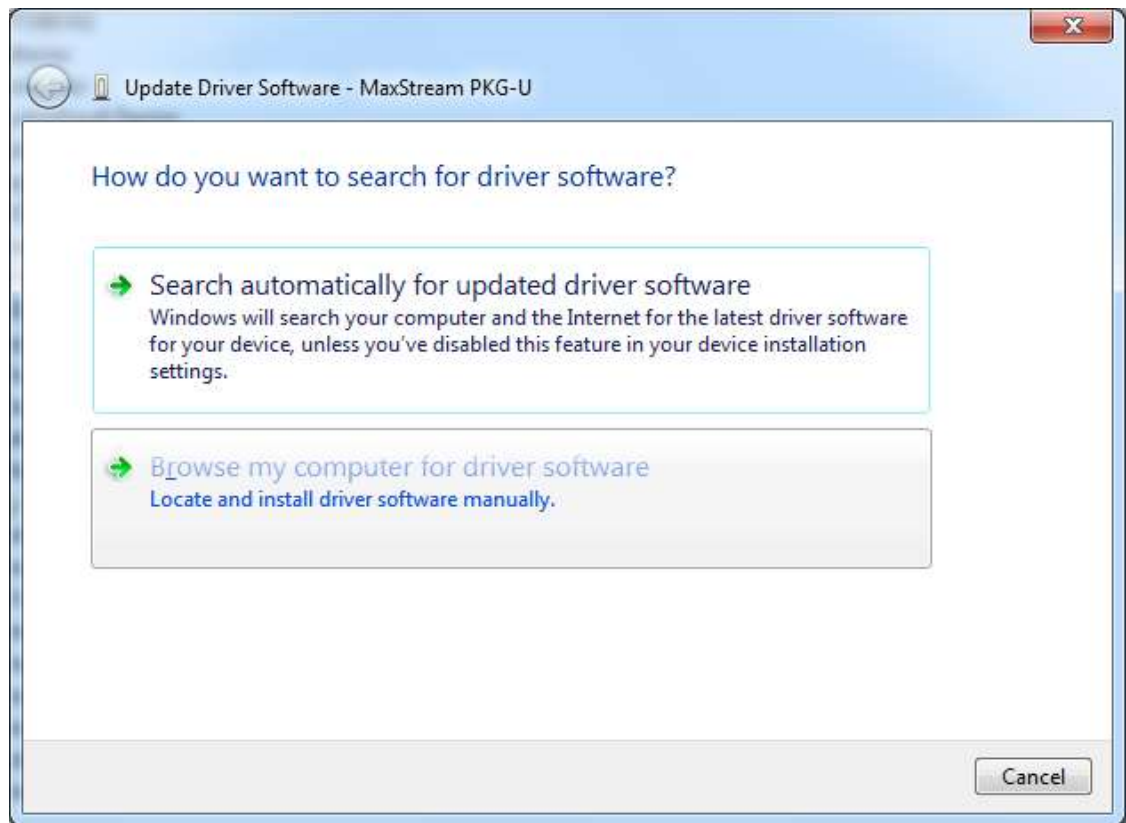 Update Driver Software - MaxStream PKG-U
How do you want to search for driver software?
Search automatically for updated driver software
Windows will search your computer and the Internet for the latest driver software
for your device, unless you've disabled this feature in your device installation
settings.
Browse my computer for driver software
Locate and install driver software manually.
Cancel